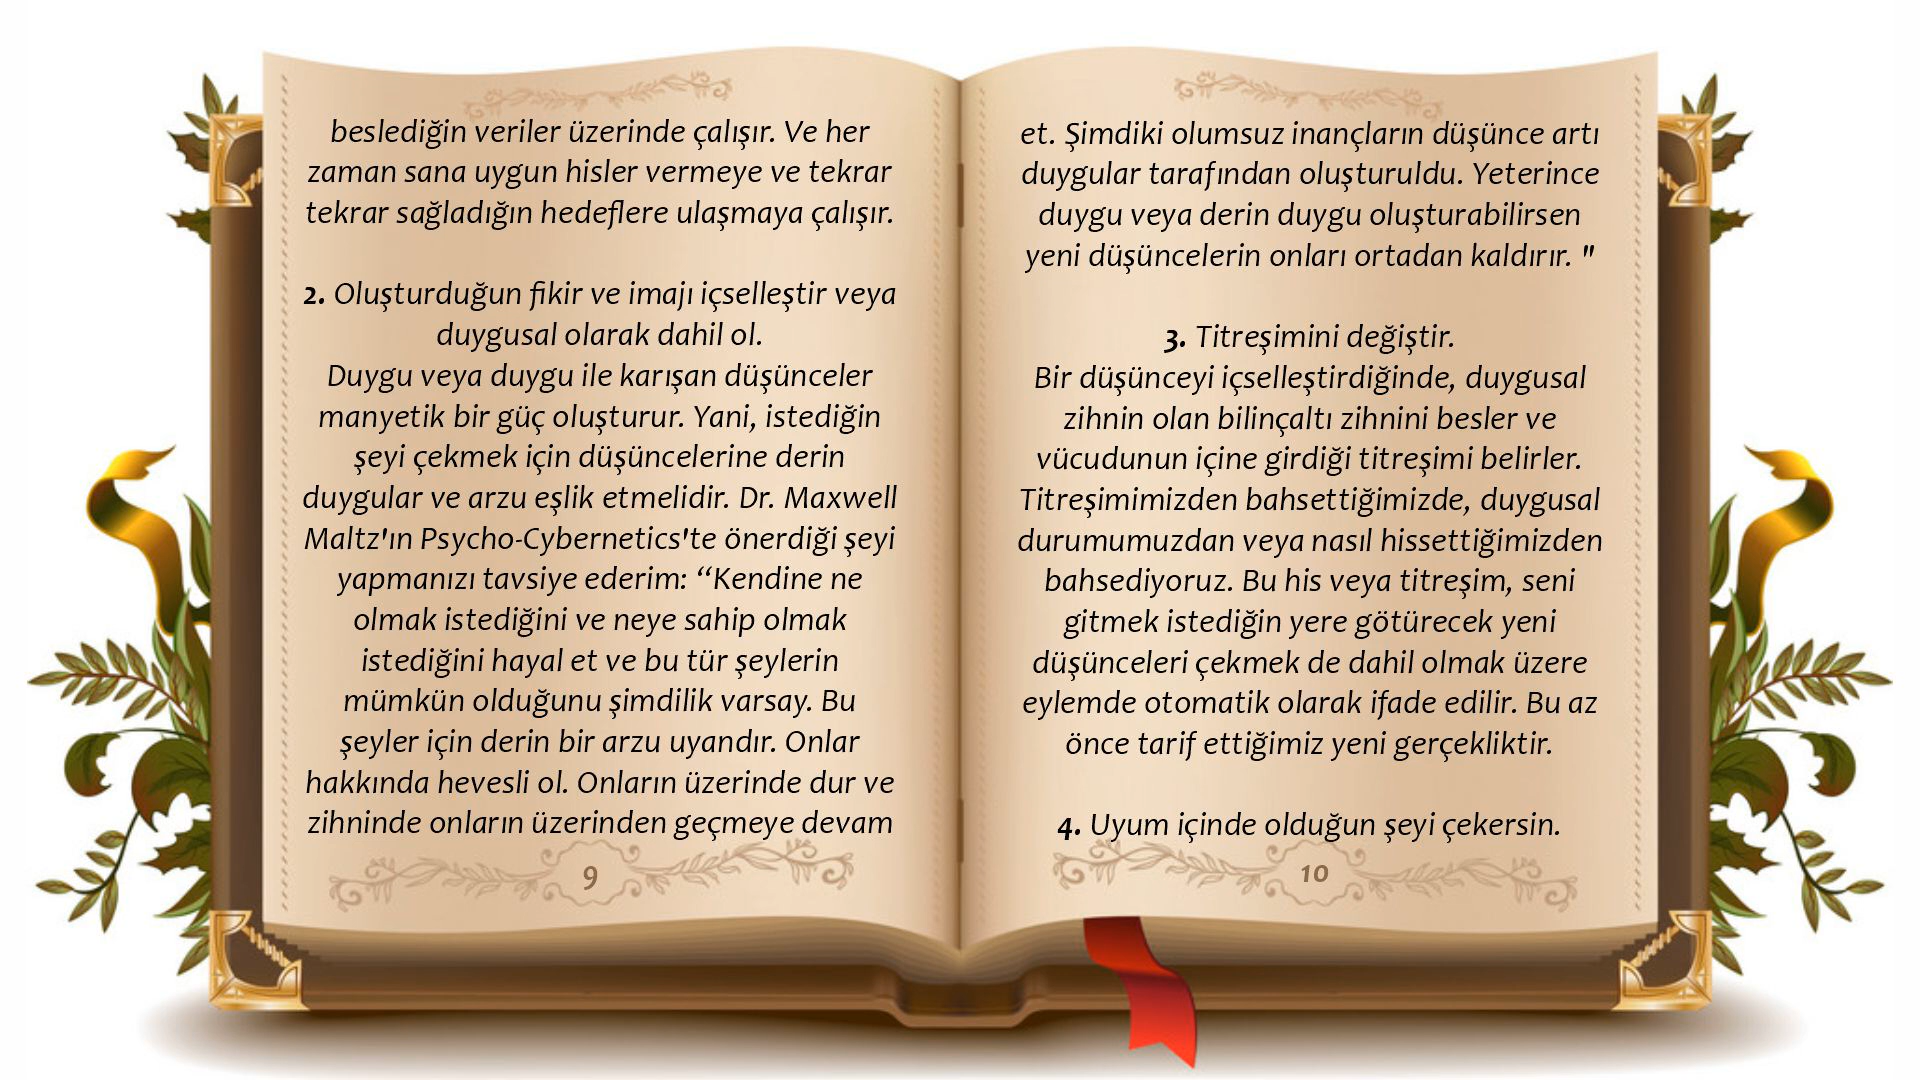 beslediğin veriler üzerinde çalışır. Ve her
zaman sana uygun hisler vermeye ve tekrar
tekrar sağladığın hedeflere ulaşmaya çalışır.
2. Oluşturduğun fikir ve imajı içselleştir veya
duygusal olarak dahil ol.
Duygu veya duygu ile karışan düşünceler
manyetik bir güç oluşturur. Yani, istediğin
şeyi çekmek için düşüncelerine derin
duygular ve arzu eşlik etmelidir. Dr. Maxwell
Maltz'ın Psycho-Cybernetics'te önerdiği şeyi
yapmanızı tavsiye ederim: “Kendine ne
olmak istediğini ve neye sahip olmak
istediğini hayal et ve bu tür şeylerin
mümkün olduğunu şimdilik varsay. Bu
şeyler için derin bir arzu uyandır. Onlar
hakkında hevesli ol. Onların üzerinde dur ve
zihninde onların üzerinden geçmeye devam
9
et. Şimdiki olumsuz inançların düşünce artı
duygular tarafından oluşturuldu. Yeterince
duygu veya derin duygu oluşturabilirsen
yeni düşüncelerin onları ortadan kaldırır. "
3. Titreşimini değiştir.
Bir düşünceyi içselleştirdiğinde, duygusal
zihnin olan bilinçaltı zihnini besler ve
vücudunun içine girdiği titreşimi belirler.
Titreşimimizden bahsettiğimizde, duygusal
durumumuzdan veya nasıl hissettiğimizden
bahsediyoruz. Bu his veya titreşim, seni
gitmek istediğin yere götürecek yeni
düşünceleri çekmek de dahil olmak üzere
eylemde otomatik olarak ifade edilir. Bu az
önce tarif ettiğimiz yeni gerçekliktir.
4. Uyum içinde olduğun şeyi çekersin.
10